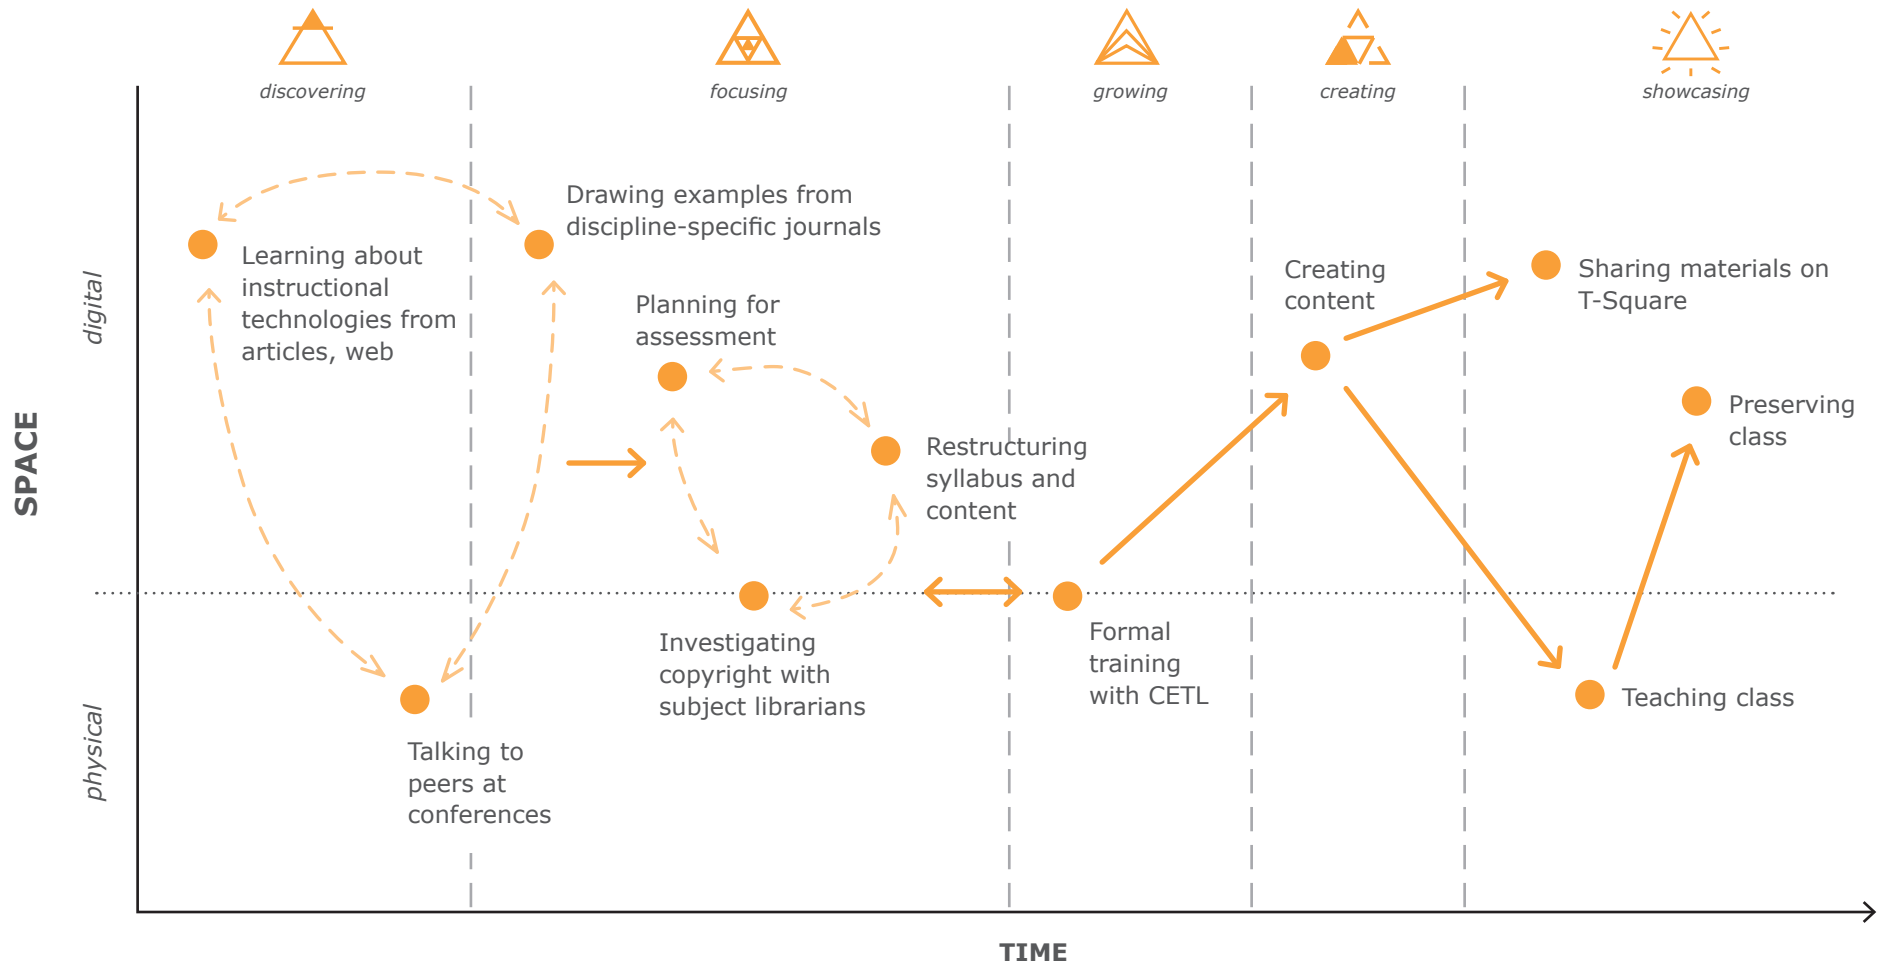 discovering
focusing
growing
creating
showcasing
SPACE
digital
physical
Learning about
instructional
technologies from
articles, web
Drawing examples from
discipline-specific journals
Talking to
peers at
conferences
Planning for
assessment
Restructuring
syllabus and
content
Investigating
copyright with
subject librarians
Formal
training
with CETL
Creating
content
Sharing materials on
T-Square
Preserving
class
Teaching class
TIME